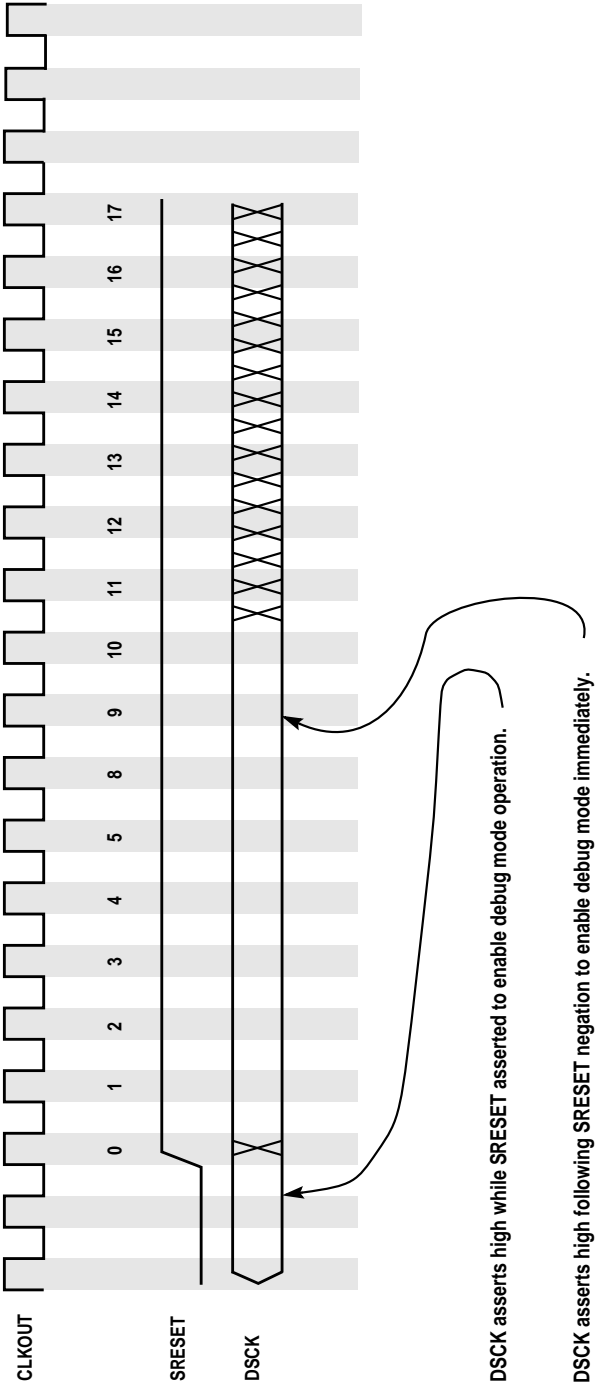 CLKOUT
0 1 2 3 4 5 8 9 10 11 12 13 14 15 16 17
SRESET
DSCK
DSCK asserts high while SRESET asserted to enable debug mode operation.
DSCK asserts high following SRESET negation to enable debug mode immediately.